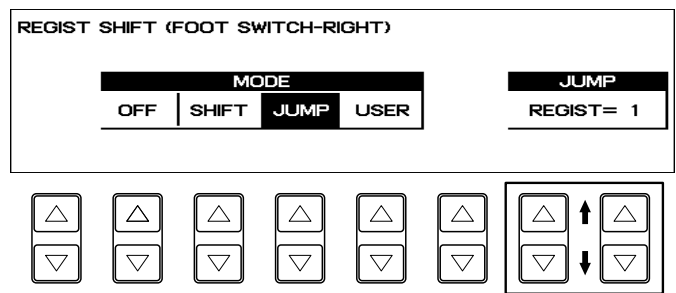 REGIST SHIFT (FOOT SWITCH-RIGHT)
MODE
JUMP
OFF SHIFT JUMP USER
REGIST= 1